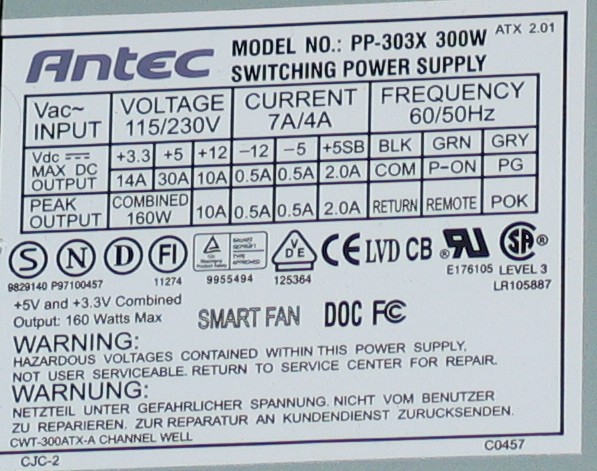 Antec
MODEL NO.: PP-303X 300W ATX 2.01
SWITCHING POWER SUPPLY
Vac~ INPUT VOLTAGE 115/230V CURRENT 7A/4A FREQUENCY 60/50Hz
Vdc MAX DC OUTPUT +3.3 +5 +12 −12 −5 +5SB BLK GRN GRY
14A 30A 10A 0.5A 0.5A 2.0A COM P-ON PG
PEAK OUTPUT COMBINED 160W 10A 0.5A 0.5A 2.0A RETURN REMOTE POK
S N D FI DVE CE LVD CB RU SA
9829140 P97100457 11274 9955494 125364 E176105 LEVEL 3
LR105887
+5V and +3.3V Combined
Output: 160 Watts Max
SMART FAN DOC FC
WARNING:
HAZARDOUS VOLTAGES CONTAINED WITHIN THIS POWER SUPPLY,
NOT USER SERVICEABLE. RETURN TO SERVICE CENTER FOR REPAIR.
WARNUNG:
NETZTEIL UNTER GEFAHRLICHER SPANNUNG. NICHT VOM BENUTZER
ZU REPARIEREN. ZUR REPARATUR AN KUNDENDIENST ZURUCKSENDEN.
CWT-300ATX-A CHANNEL WELL
CJC-2 C0457